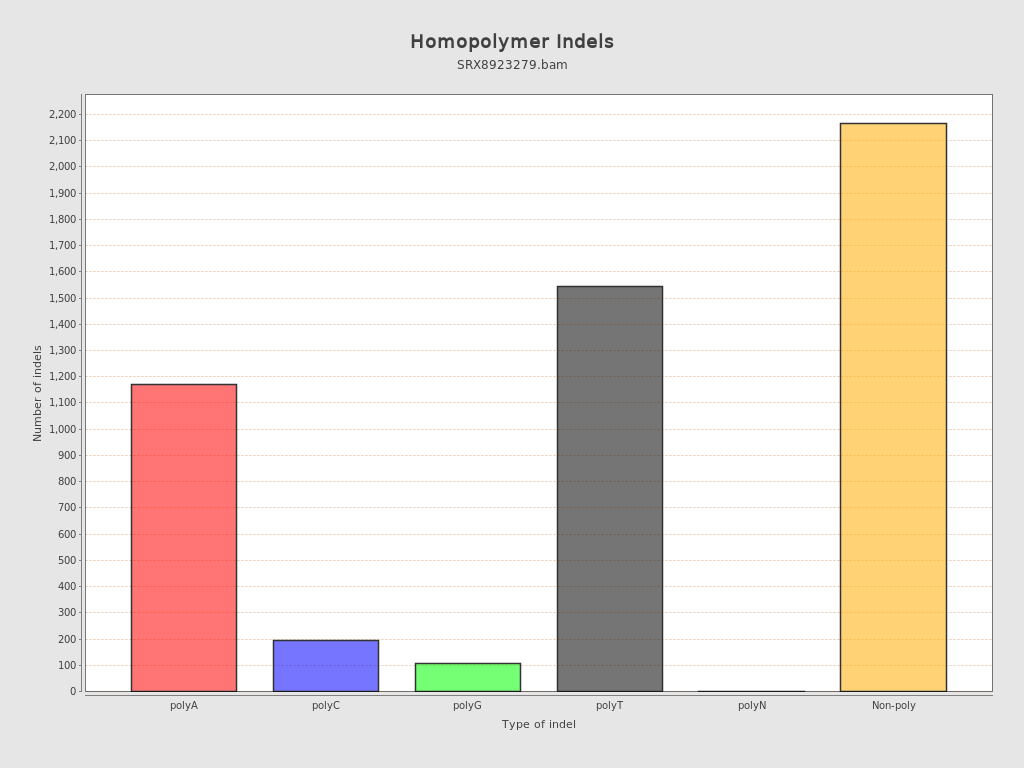 Homopolymer Indels
SRX8923279.bam
2,200
2,100
2,000
1,900
1,800
1,700
1,600
1,500
1,400
1,300
1,200
1,100
1,000
900
800
700
600
500
400
300
200
100
0
Number of indels
polyA
polyC
polyG
polyT
polyN
Non-poly
Type of indel